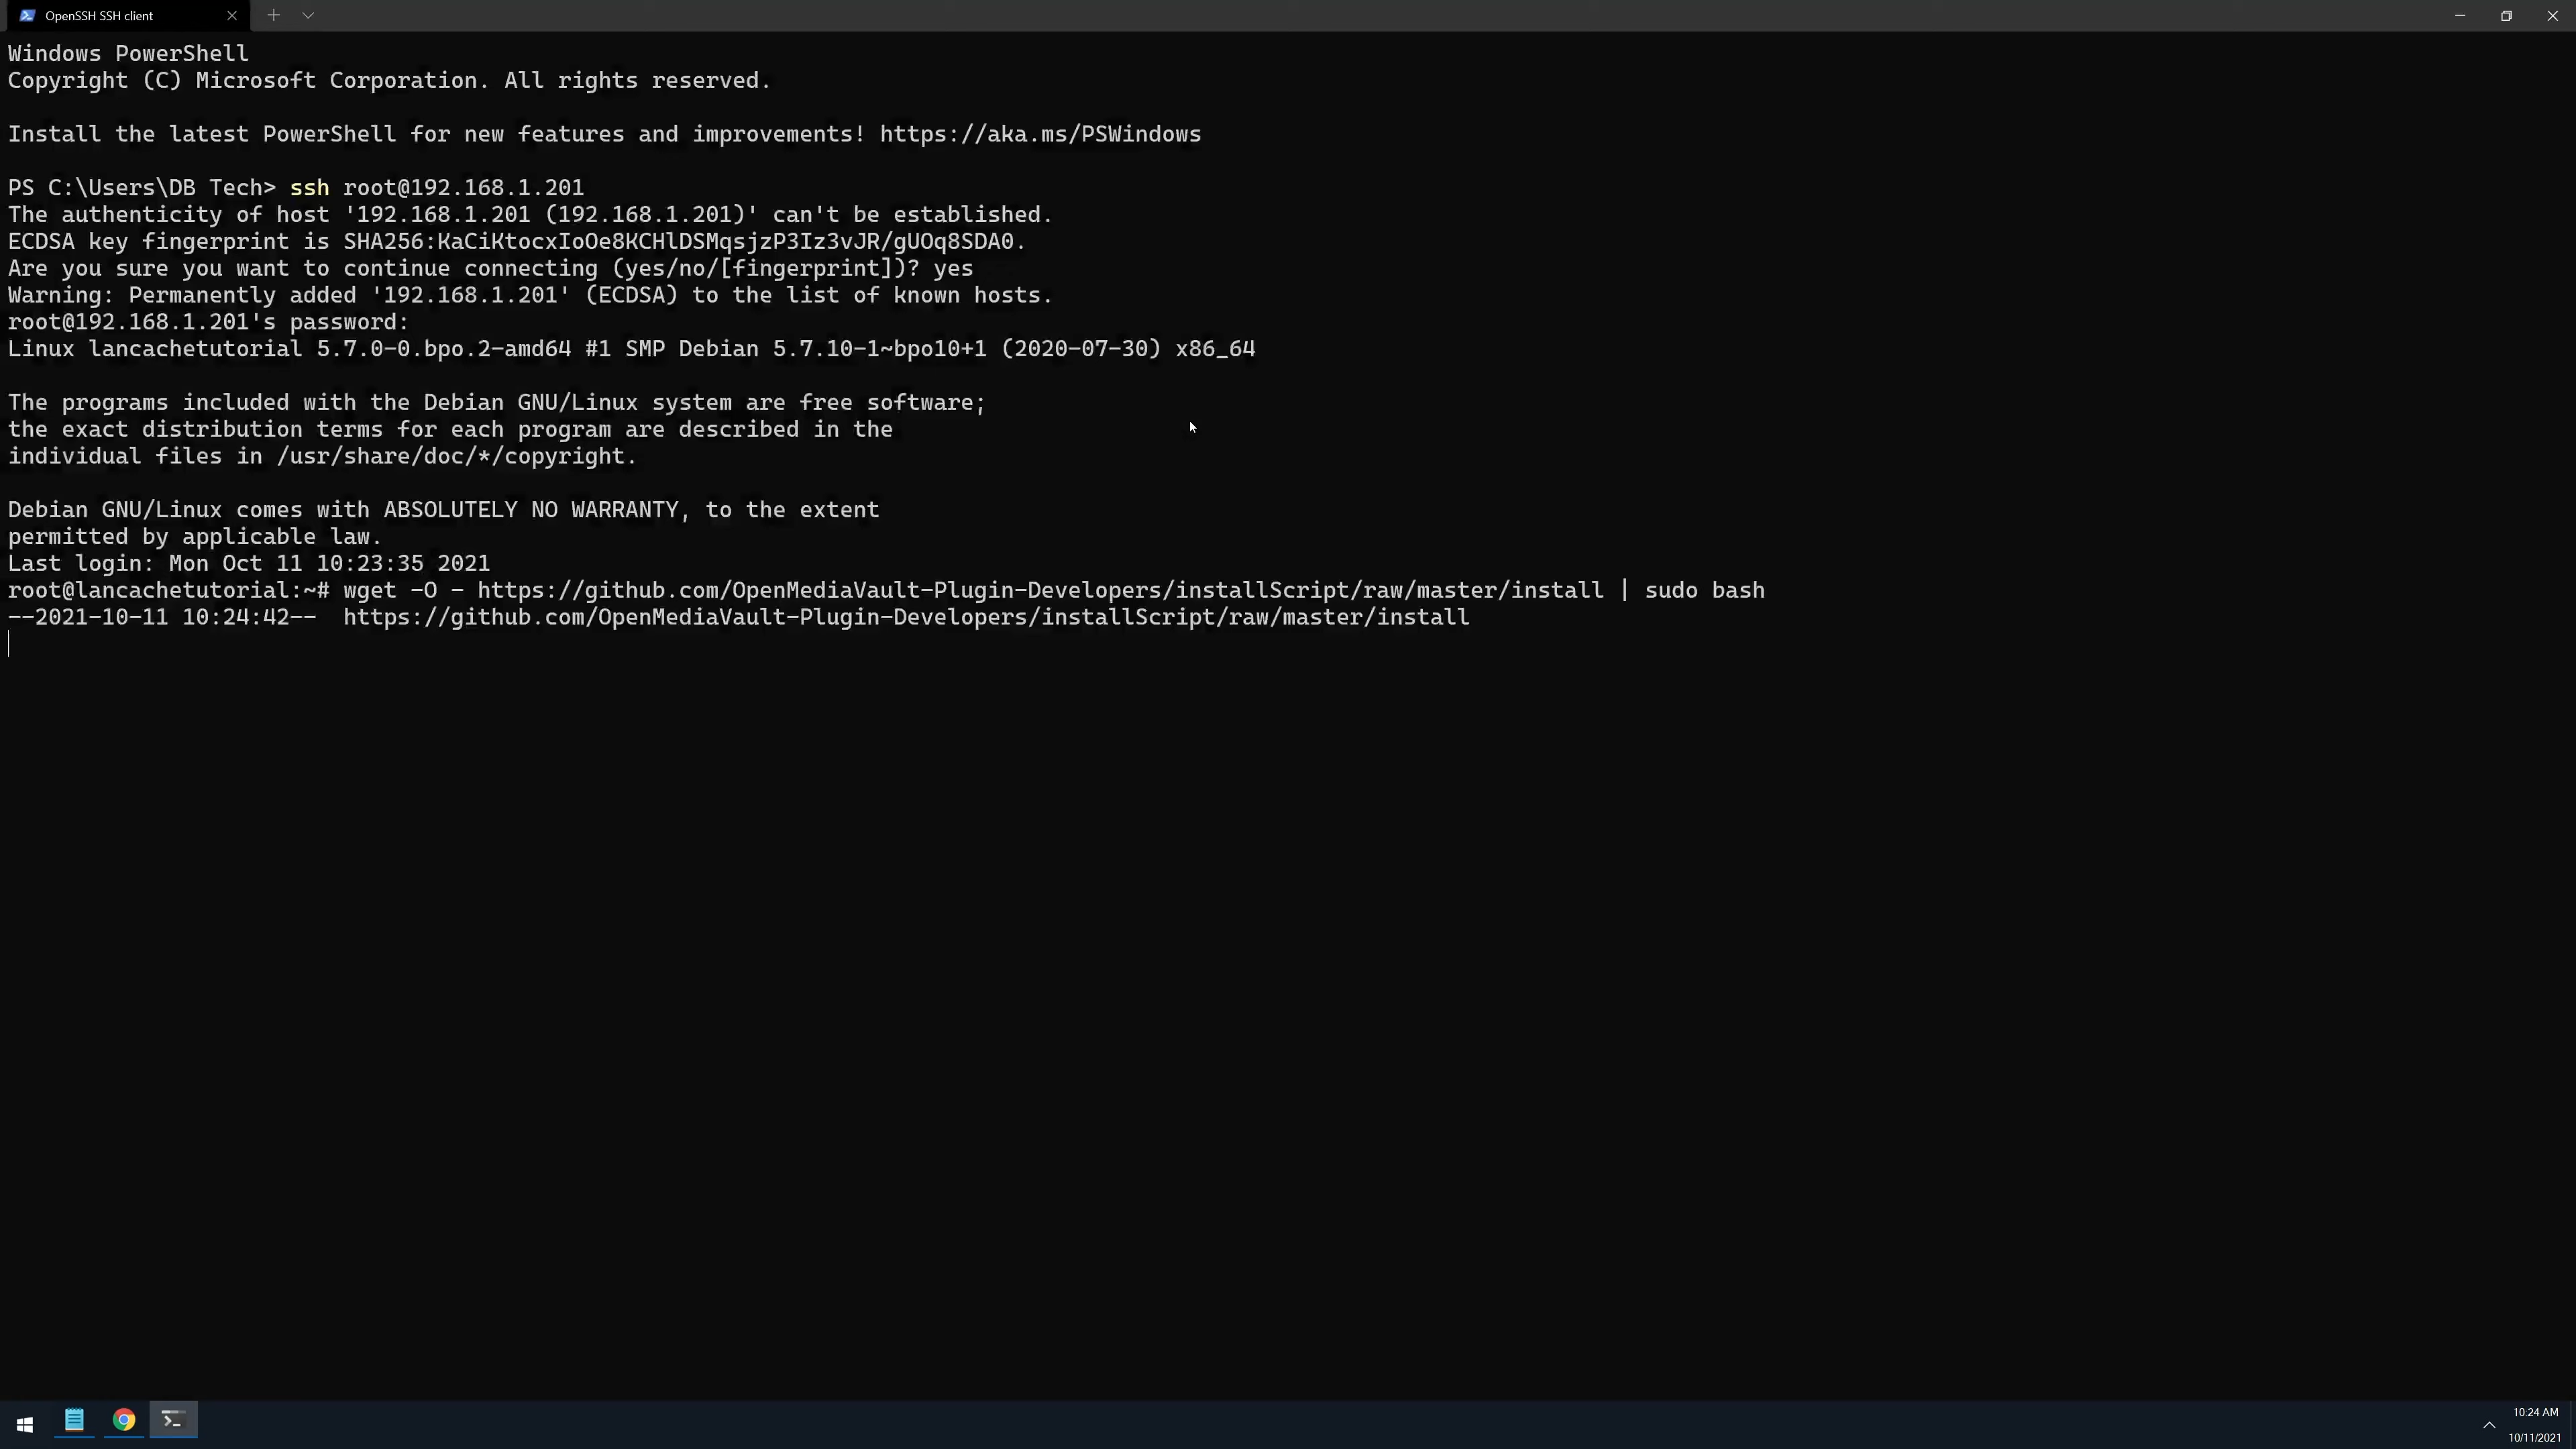 OpenSSH SSH client
Windows PowerShell
Copyright (C) Microsoft Corporation. All rights reserved.
Install the latest PowerShell for new features and improvements! https://aka.ms/PSWindows
PS C:\Users\DB Tech> ssh root@192.168.1.201
The authenticity of host '192.168.1.201 (192.168.1.201)' can't be established.
ECDSA key fingerprint is SHA256:KaCiKtocxIoOe8KCHlDSMqsjzP3Iz3vJR/gUOq8SDA0.
Are you sure you want to continue connecting (yes/no/[fingerprint])? yes
Warning: Permanently added '192.168.1.201' (ECDSA) to the list of known hosts.
root@192.168.1.201's password:
Linux lancachetutorial 5.7.0-0.bpo.2-amd64 #1 SMP Debian 5.7.10-1~bpo10+1 (2020-07-30) x86_64
The programs included with the Debian GNU/Linux system are free software;
the exact distribution terms for each program are described in the
individual files in /usr/share/doc/*/copyright.
Debian GNU/Linux comes with ABSOLUTELY NO WARRANTY, to the extent
permitted by applicable law.
Last login: Mon Oct 11 10:23:35 2021
root@lancachetutorial:~# wget -O - https://github.com/OpenMediaVault-Plugin-Developers/installScript/raw/master/install | sudo bash
--2021-10-11 10:24:42--  https://github.com/OpenMediaVault-Plugin-Developers/installScript/raw/master/install
10:24 AM
10/11/2021